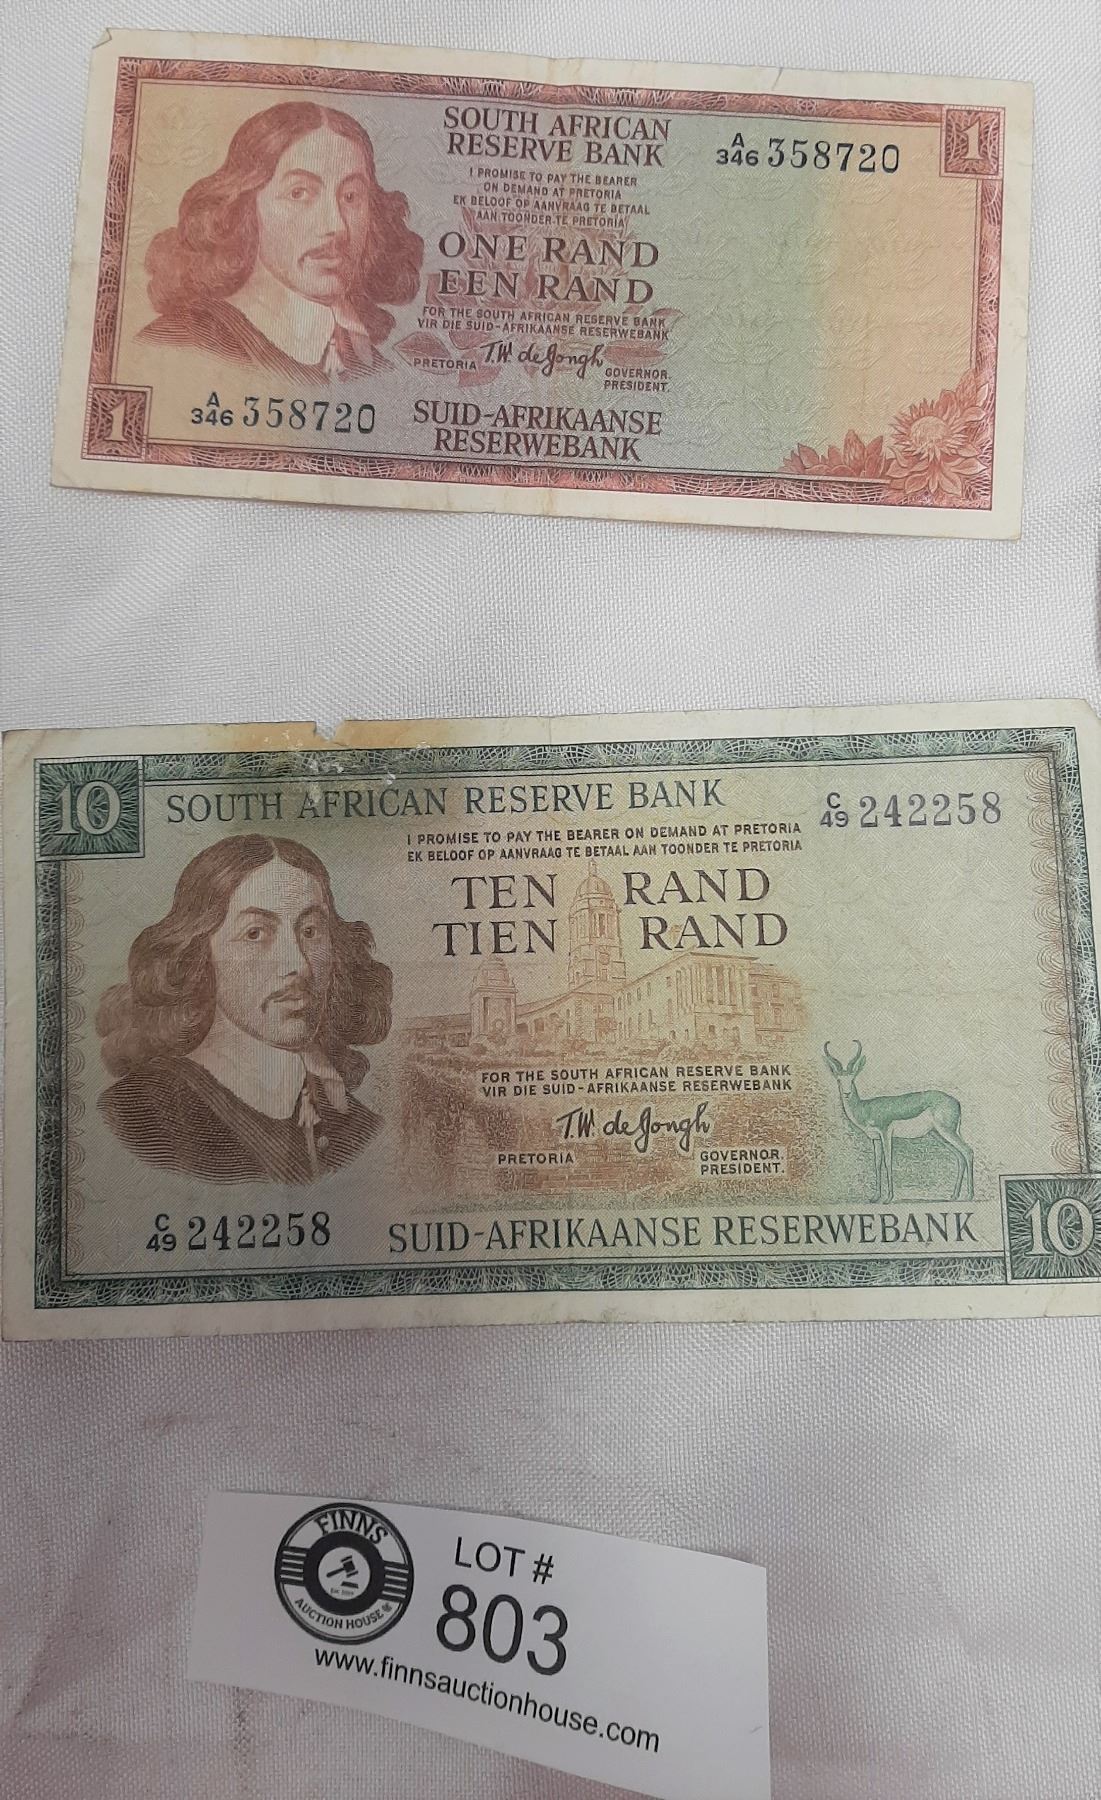 1
SOUTH AFRICAN
RESERVE BANK
A
346 358720
I PROMISE TO PAY THE BEARER
ON DEMAND AT PRETORIA
EK BELOOF OP AANVRAAG TE BETAAL
AAN TOONDER TE PRETORIA
ONE RAND
EEN RAND
FOR THE SOUTH AFRICAN RESERVE BANK
VIR DIE SUID-AFRIKAANSE RESERWEBANK
T.W. de Jongh
PRETORIA
GOVERNOR.
PRESIDENT.
1
A
346 358720
SUID-AFRIKAANSE
RESERWEBANK
10
SOUTH AFRICAN RESERVE BANK
C
49 242258
I PROMISE TO PAY THE BEARER ON DEMAND AT PRETORIA
EK BELOOF OP AANVRAAG TE BETAAL AAN TOONDER TE PRETORIA
TEN RAND
TIEN RAND
FOR THE SOUTH AFRICAN RESERVE BANK
VIR DIE SUID-AFRIKAANSE RESERWEBANK
T.W. de Jongh
PRETORIA
GOVERNOR.
PRESIDENT.
C
49 242258
SUID-AFRIKAANSE RESERWEBANK
10
FINNS
AUCTION HOUSE
LOT #
803
www.finnsauctionhouse.com